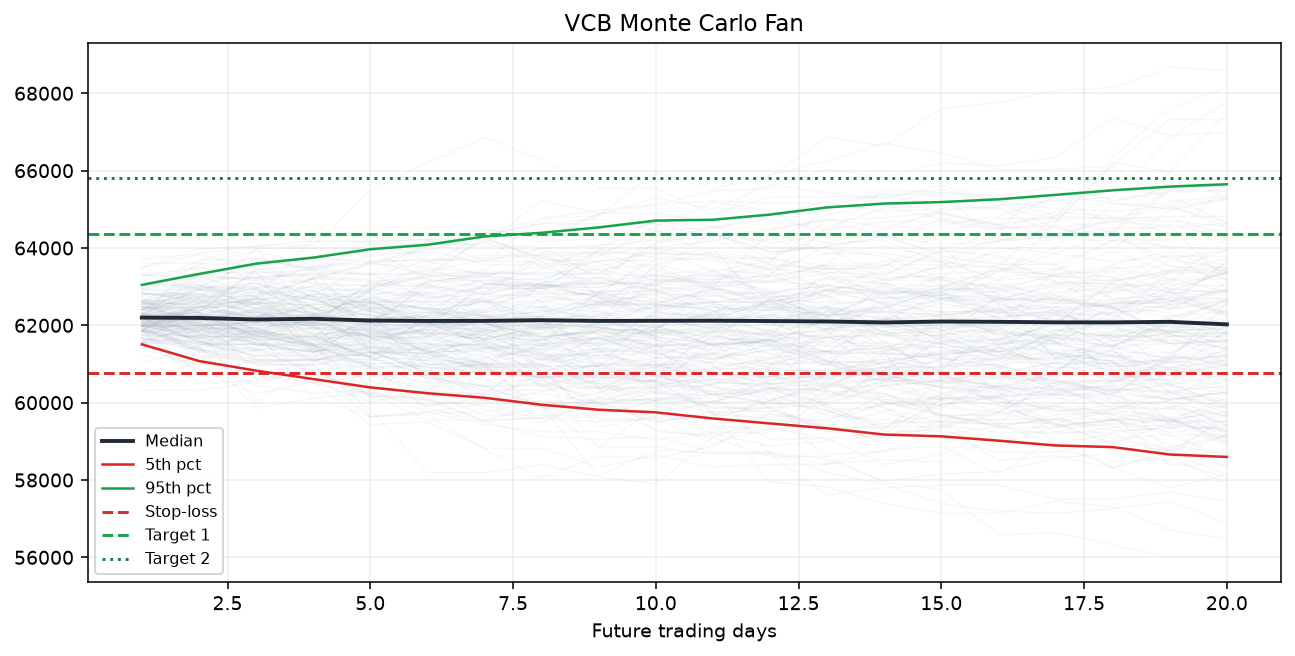 VCB Monte Carlo Fan
68000
66000
64000
62000
60000
58000
56000
Median
5th pct
95th pct
Stop-loss
Target 1
Target 2
2.5 5.0 7.5 10.0 12.5 15.0 17.5 20.0
Future trading days